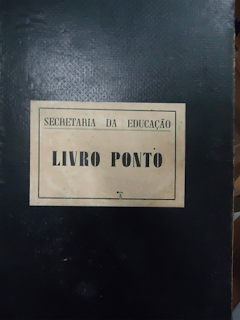 SECRETARIA DA EDUCAÇÃO
LIVRO PONTO